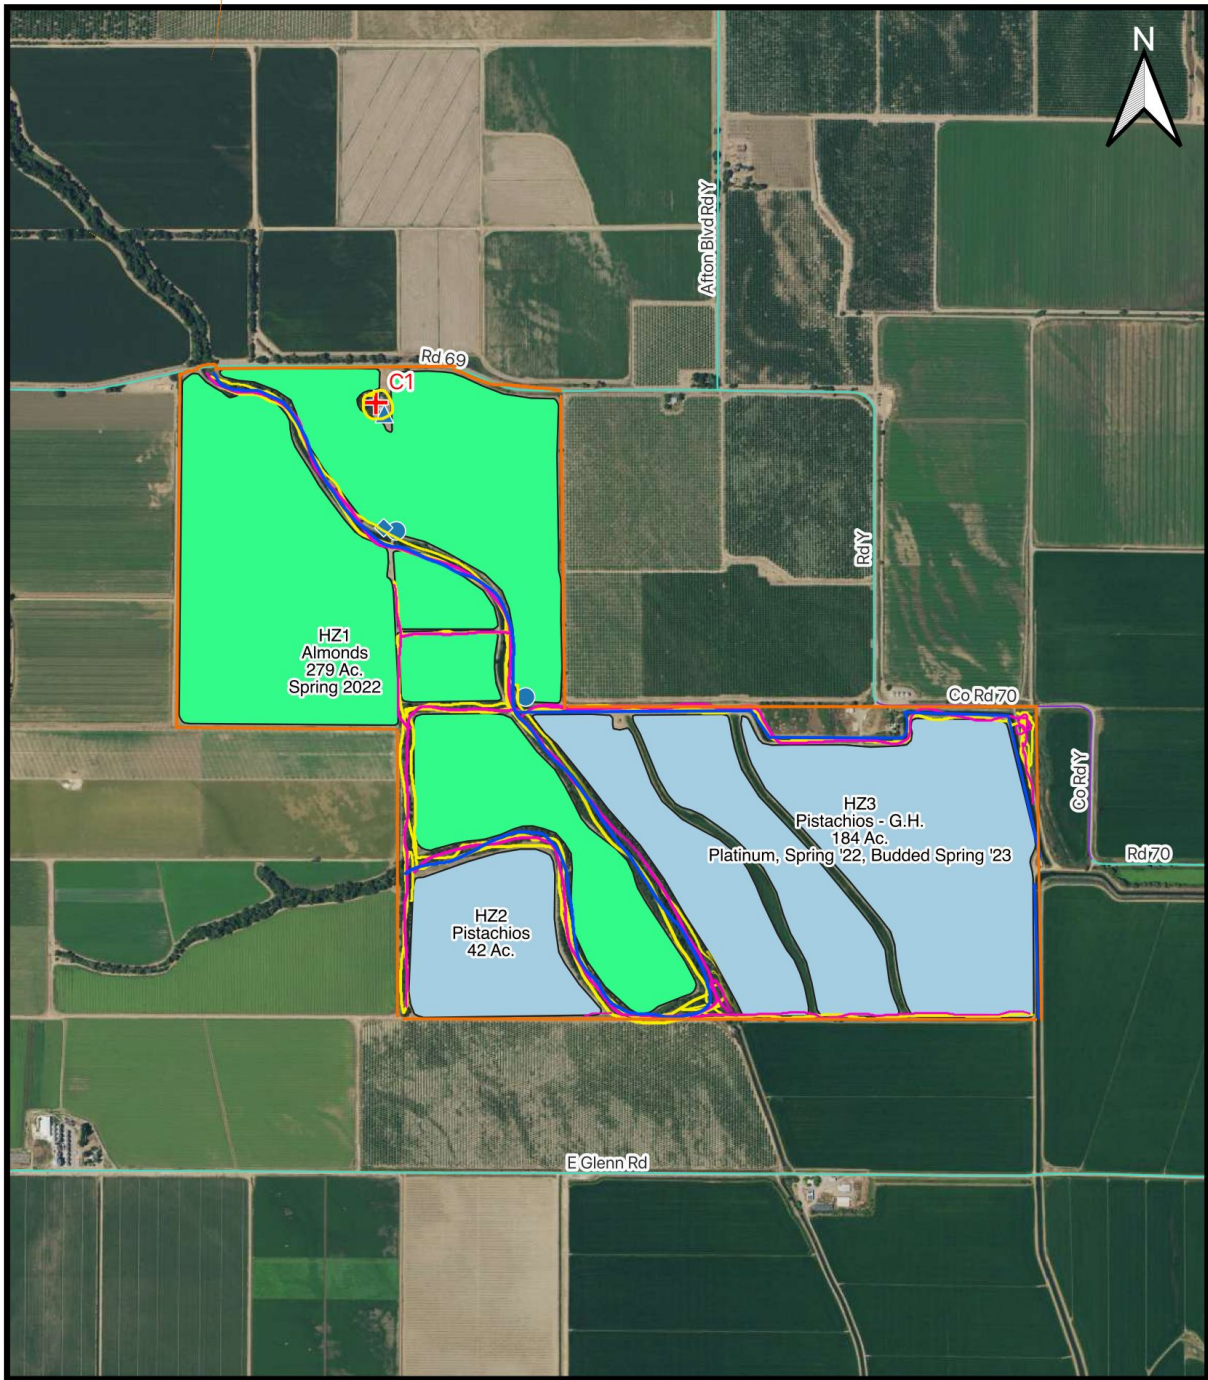 N
Afton Blvd Rd Y
Rd 69
C1
Rd Y
HZ1
Almonds
279 Ac.
Spring 2022
Co Rd 70
Co Rd Y
HZ3
Pistachios - G.H.
184 Ac.
Platinum, Spring '22, Budded Spring '23
Rd 70
HZ2
Pistachios
42 Ac.
E Glenn Rd